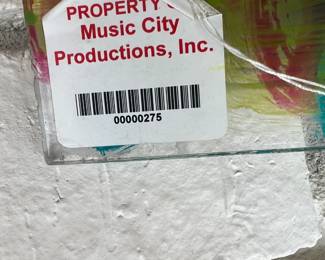 PROPERTY
Music City
Productions, Inc.
00000275